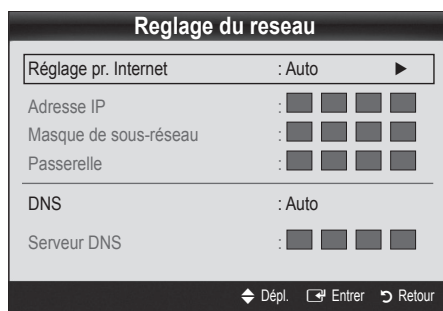 Reglage du reseau
Réglage pr. Internet : Auto ►
Adresse IP :
Masque de sous-réseau :
Passerelle :
DNS : Auto
Serveur DNS :
Dépl. Entrer Retour